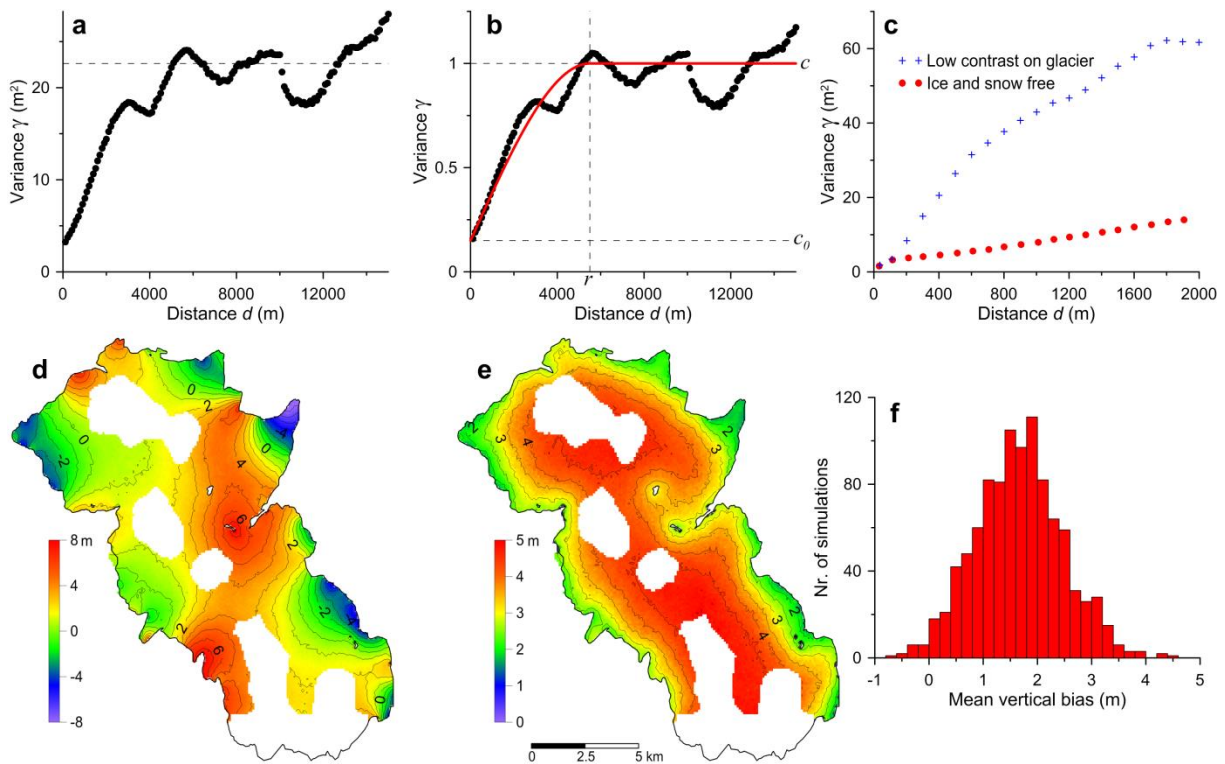 a
Variance γ (m²)
20
10
0
0 4000 8000 12000
Distance d (m)
b
Variance γ
1
0.5
0
c
c₀
r
0 4000 8000 12000
Distance d (m)
c
Variance γ (m²)
60
40
20
0
Low contrast on glacier
Ice and snow free
0 400 800 1200 1600 2000
Distance d (m)
d
0
2
0
-2
4
0
6
2
2
-2
6
0
8 m
4
0
-4
-8
e
2
3
4
3
2
2
4
3
2
5 m
4
3
2
1
0
0 2.5 5 km
f
Nr. of simulations
120
80
40
0
-1 0 1 2 3 4 5
Mean vertical bias (m)